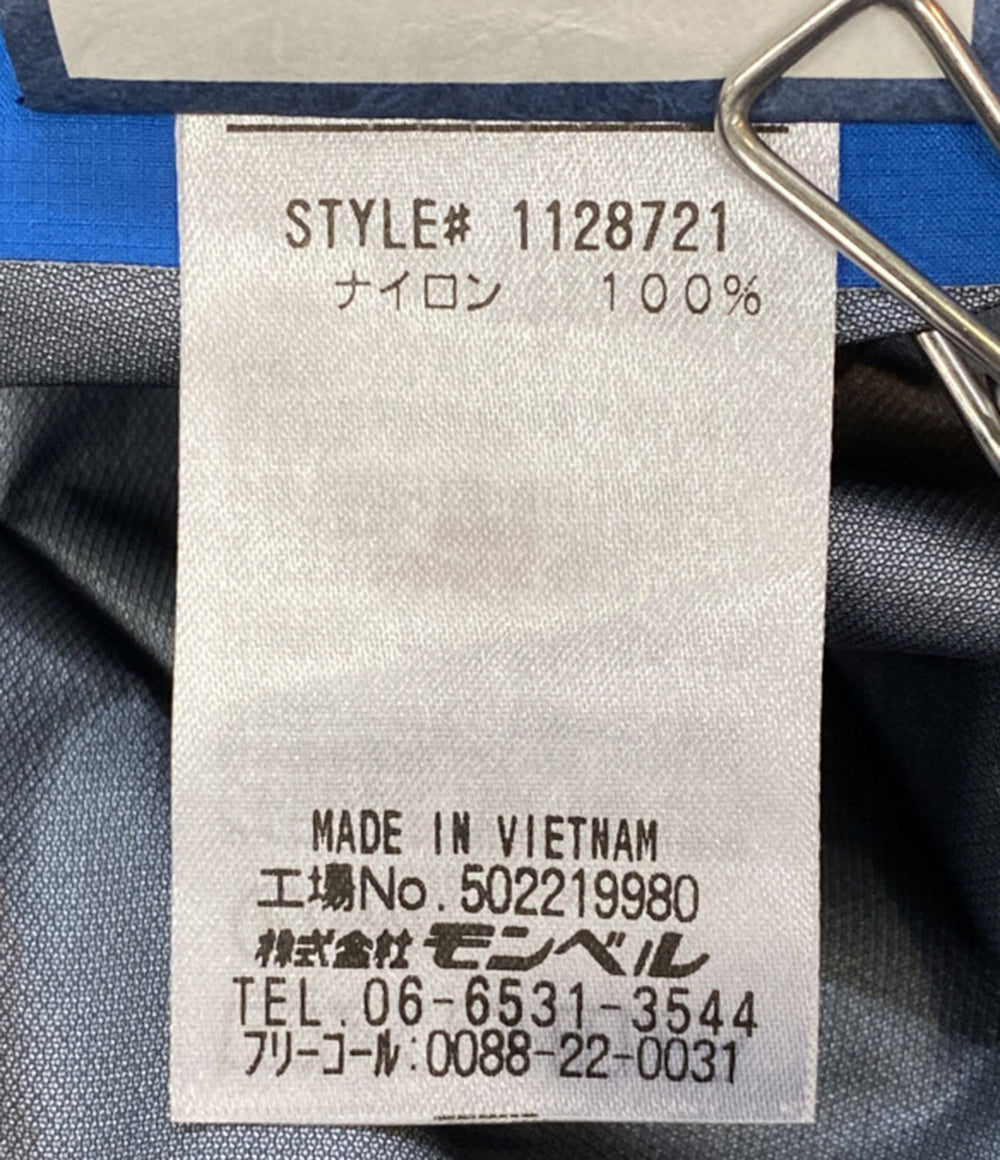 STYLE# 1128721
ナイロン 100%
MADE IN VIETNAM
工場No.502219980
株式会社 モンベル
TEL.06-6531-3544
フリーコール:0088-22-0031